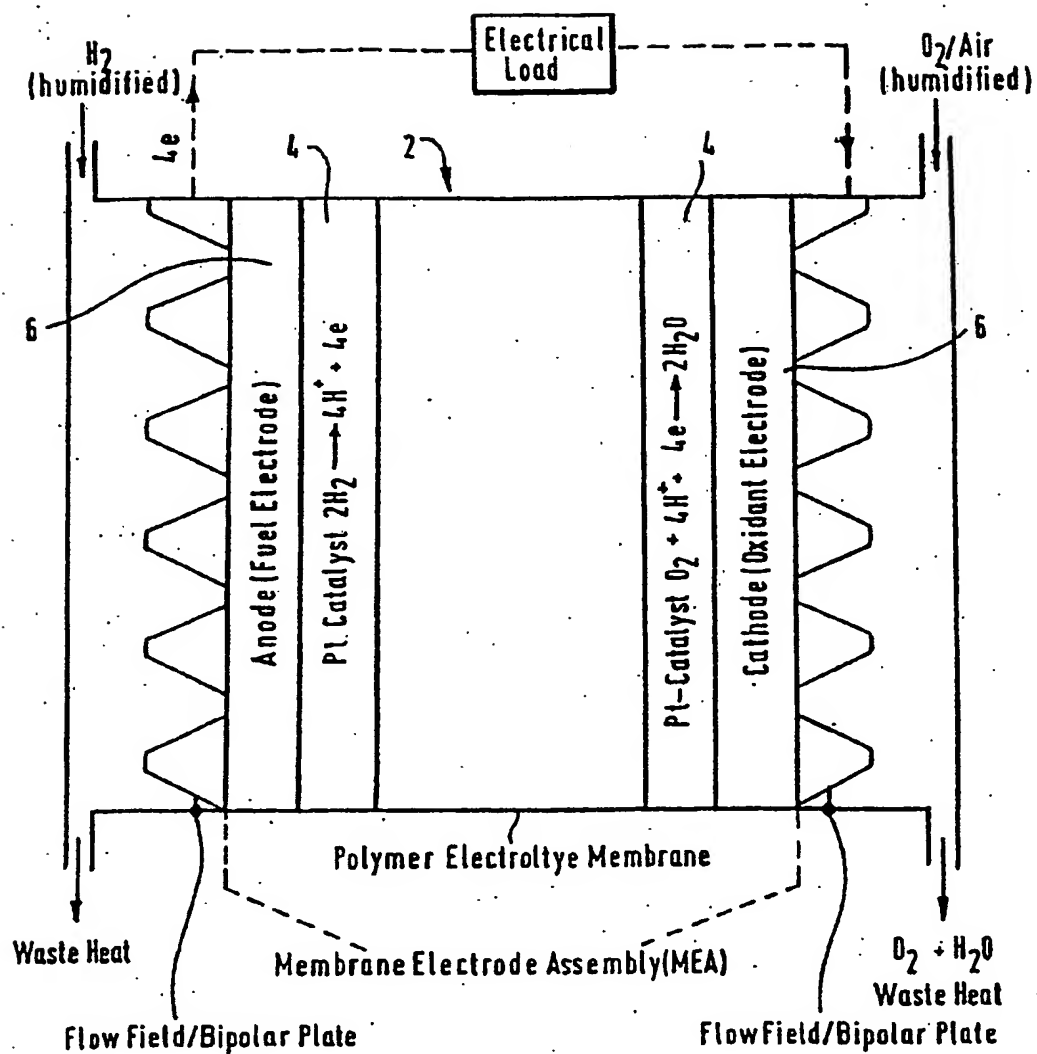 H₂
(humidified)
Electrical
Load
O₂/Air
(humidified)
4e
4
2
4
6
6
Anode(Fuel Electrode)
Pt. Catalyst 2H₂ → 4H⁺ + 4e
Pt-Catalyst O₂ + 4H⁺ + 4e → 2H₂O
Cathode(Oxidant Electrode)
Polymer Electroltye Membrane
Waste Heat
Membrane Electrode Assembly(MEA)
O₂ + H₂O
Waste Heat
Flow Field/Bipolar Plate
Flow Field/Bipolar Plate